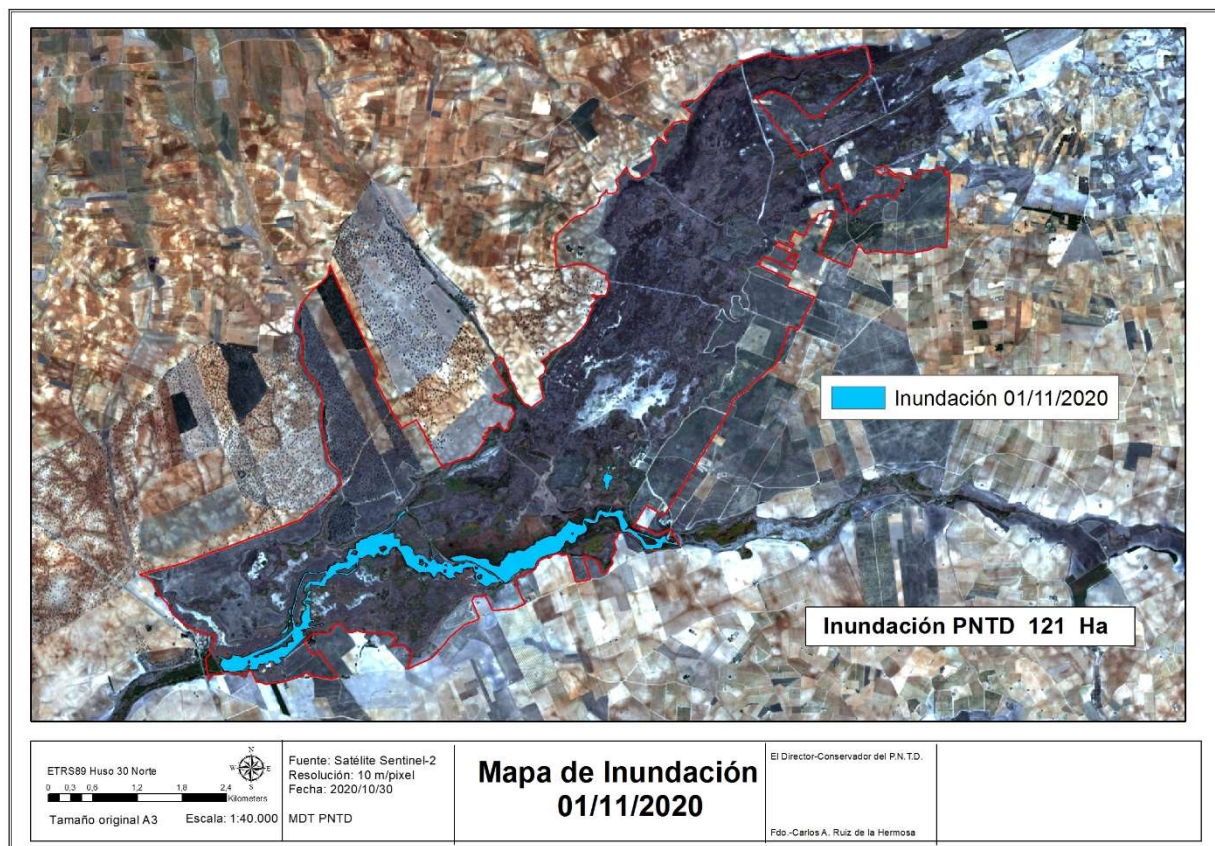 Inundación 01/11/2020
Inundación PNTD 121 Ha
ETRS89 Huso 30 Norte
N
W E
S
0 0,3 0,6 1,2 1,8 2,4
Kilometers
Tamaño original A3 Escala: 1:40.000
Fuente: Satélite Sentinel-2
Resolución: 10 m/pixel
Fecha: 2020/10/30
MDT PNTD
Mapa de Inundación
01/11/2020
El Director-Conservador del P.N.T.D.
Fdo.-Carlos A. Ruiz de la Hermosa